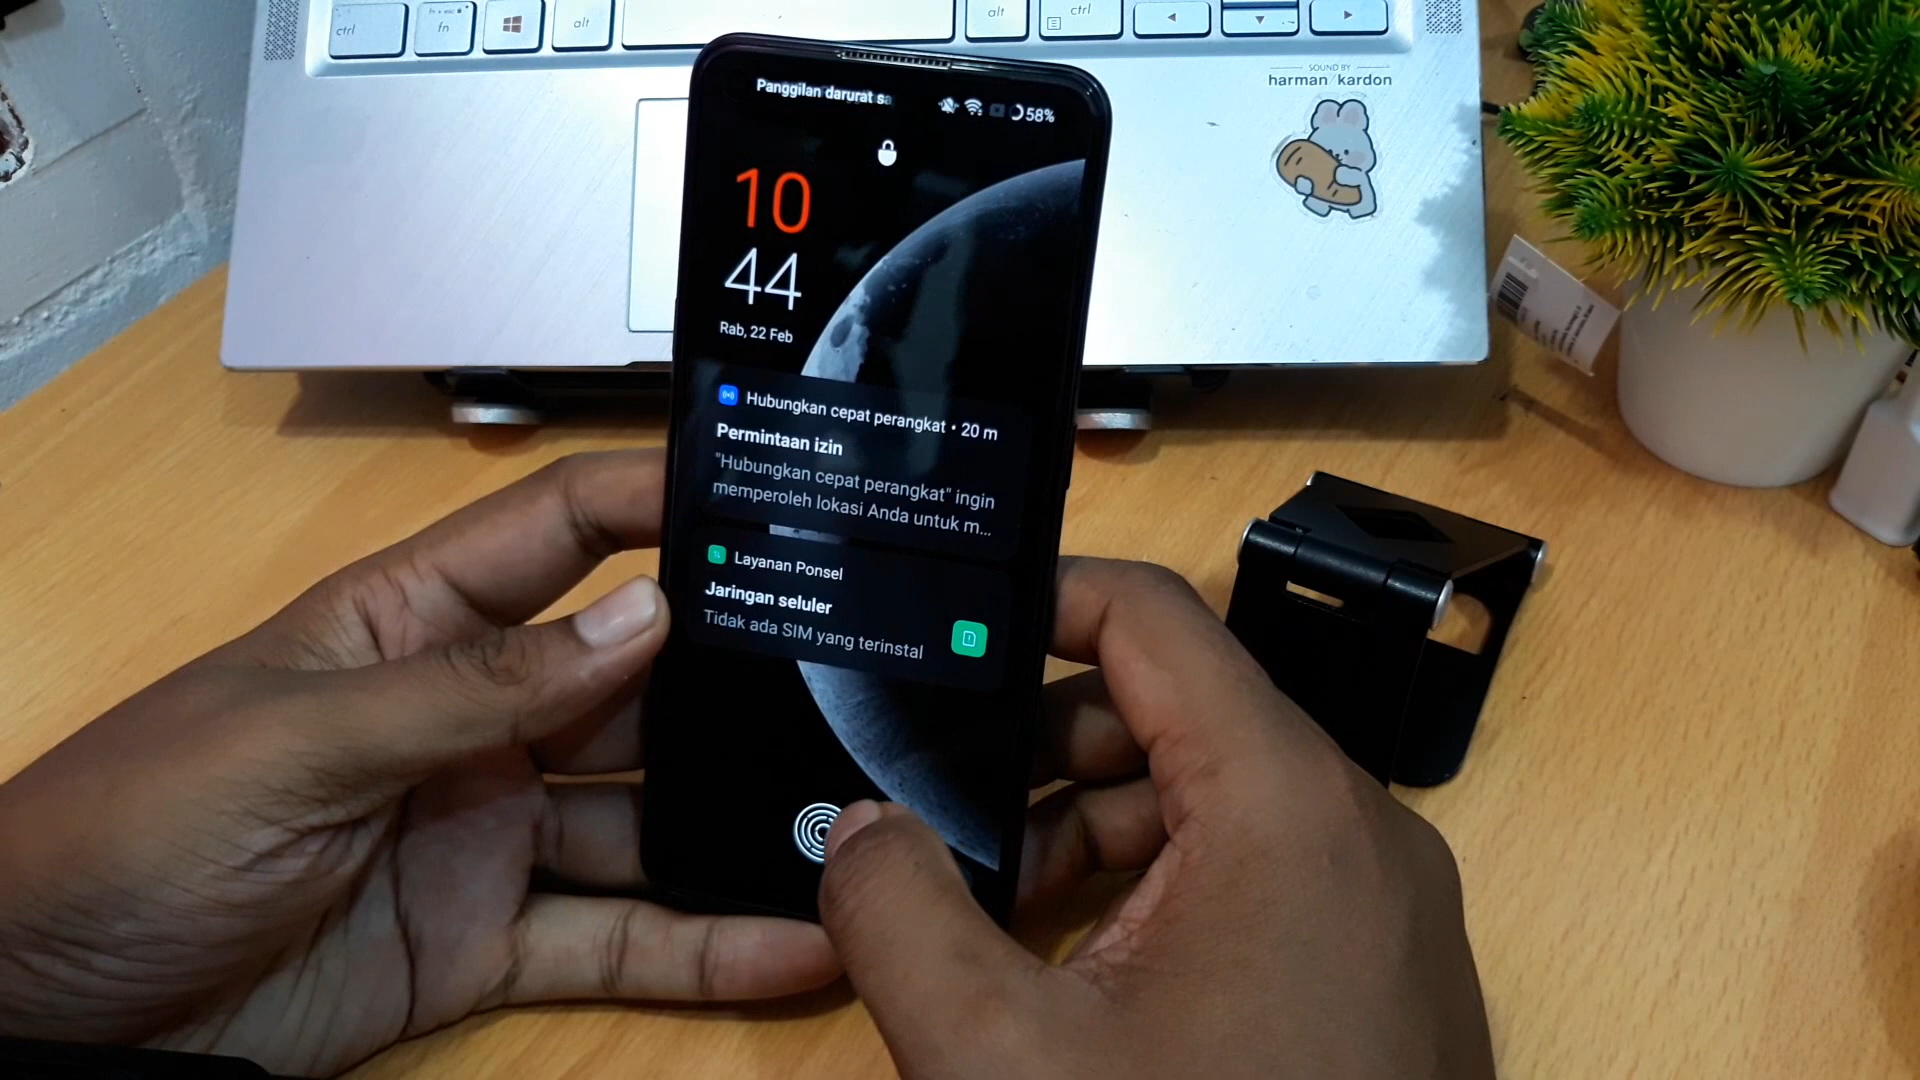 ctrl
fn
alt
alt
ctrl
SOUND BY
harman/kardon
Panggilan darurat sa
58%
10
44
Rab, 22 Feb
Hubungkan cepat perangkat • 20 m
Permintaan izin
"Hubungkan cepat perangkat" ingin
memperoleh lokasi Anda untuk m...
Layanan Ponsel
Jaringan seluler
Tidak ada SIM yang terinstal